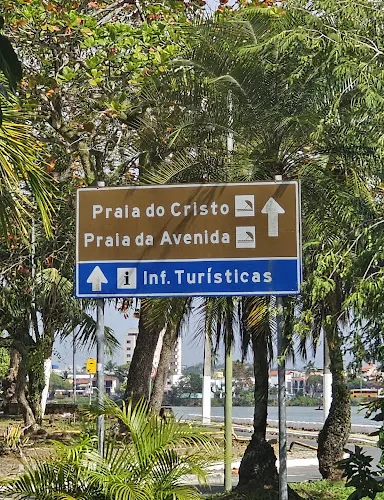 Praia do Cristo
Praia da Avenida
i Inf. Turísticas